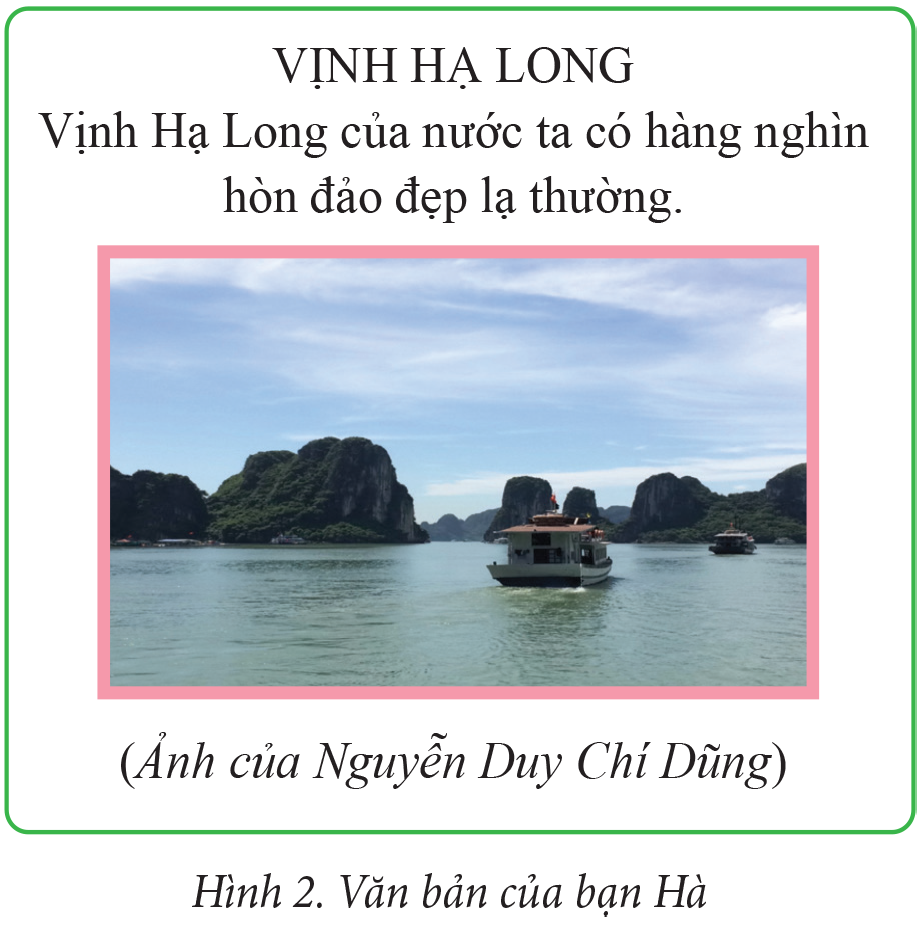 VỊNH HẠ LONG
Vịnh Hạ Long của nước ta có hàng nghìn
hòn đảo đẹp lạ thường.
(Ảnh của Nguyễn Duy Chí Dũng)
Hình 2. Văn bản của bạn Hà